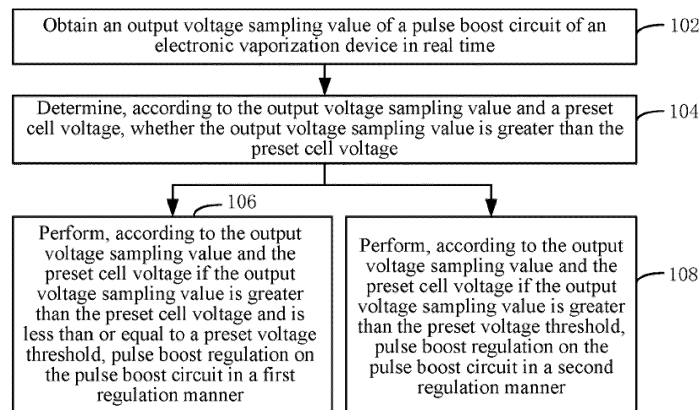 Obtain an output voltage sampling value of a pulse boost circuit of an
electronic vaporization device in real time
102
Determine, according to the output voltage sampling value and a preset
cell voltage, whether the output voltage sampling value is greater than the
preset cell voltage
104
106
Perform, according to the output
voltage sampling value and the
preset cell voltage if the output
voltage sampling value is greater
than the preset cell voltage and is
less than or equal to a preset voltage
threshold, pulse boost regulation on
the pulse boost circuit in a first
regulation manner
Perform, according to the output
voltage sampling value and the
preset cell voltage if the output
voltage sampling value is greater
than the preset voltage threshold,
pulse boost regulation on the
pulse boost circuit in a second
regulation manner
108